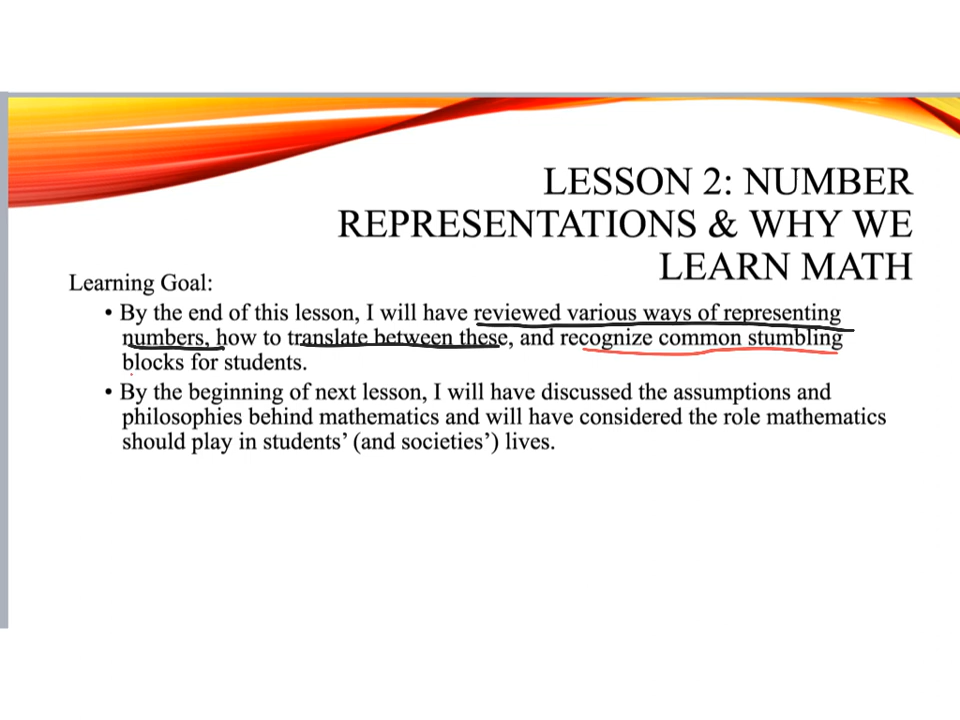 LESSON 2: NUMBER
REPRESENTATIONS & WHY WE
LEARN MATH
Learning Goal:
• By the end of this lesson, I will have reviewed various ways of representing
numbers, how to translate between these, and recognize common stumbling
blocks for students.
• By the beginning of next lesson, I will have discussed the assumptions and
philosophies behind mathematics and will have considered the role mathematics
should play in students’ (and societies’) lives.